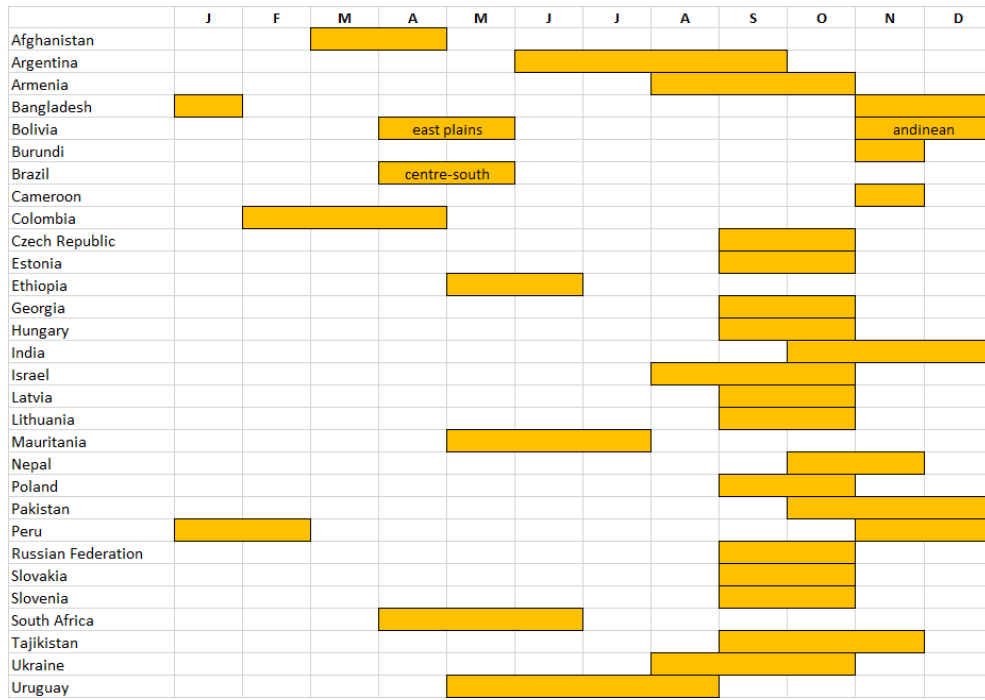 J F M A M J J A S O N D
Afghanistan
Argentina
Armenia
Bangladesh
Bolivia east plains andinean
Burundi
Brazil centre-south
Cameroon
Colombia
Czech Republic
Estonia
Ethiopia
Georgia
Hungary
India
Israel
Latvia
Lithuania
Mauritania
Nepal
Poland
Pakistan
Peru
Russian Federation
Slovakia
Slovenia
South Africa
Tajikistan
Ukraine
Uruguay